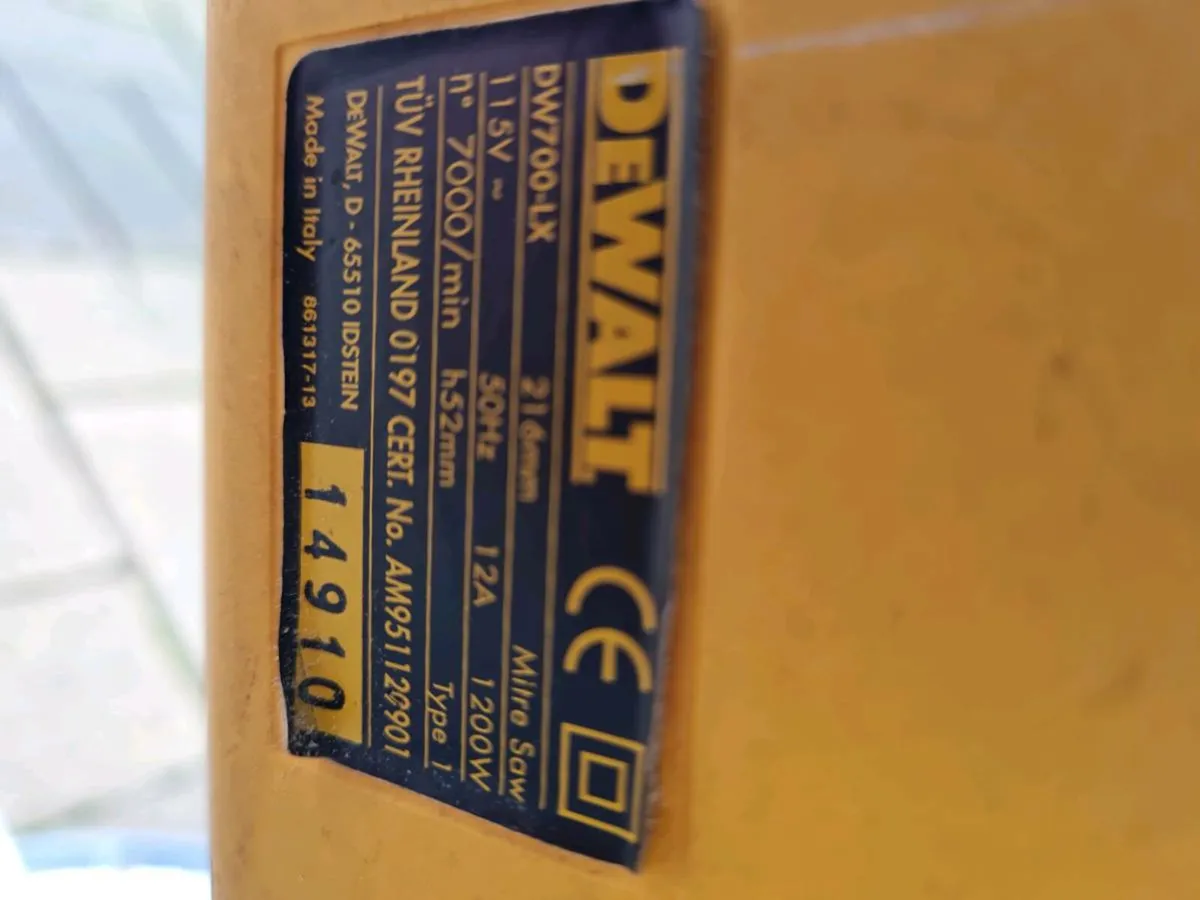 DEWALT CE
DW700-LX 216mm Mitre Saw
115V ~ 50Hz 12A 1200W
n° 7000/min h52mm Type 1
TÜV RHEINLAND 0197 CERT. No. AM951120901
DEWALT, D - 65510 IDSTEIN
Made in Italy 861317-13
14910